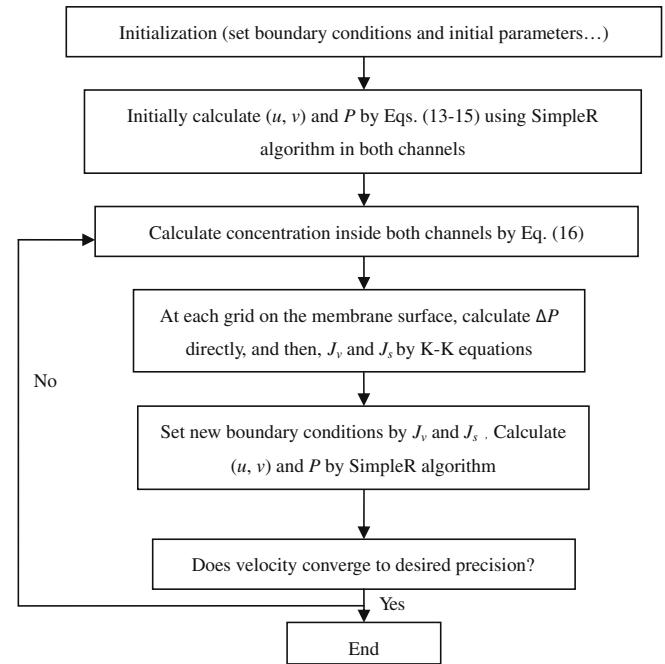 Initialization (set boundary conditions and initial parameters…)
Initially calculate (u, v) and P by Eqs. (13-15) using SimpleR
algorithm in both channels
Calculate concentration inside both channels by Eq. (16)
At each grid on the membrane surface, calculate ΔP
directly, and then, Jv and Js by K-K equations
No
Set new boundary conditions by Jv and Js . Calculate
(u, v) and P by SimpleR algorithm
Does velocity converge to desired precision?
Yes
End